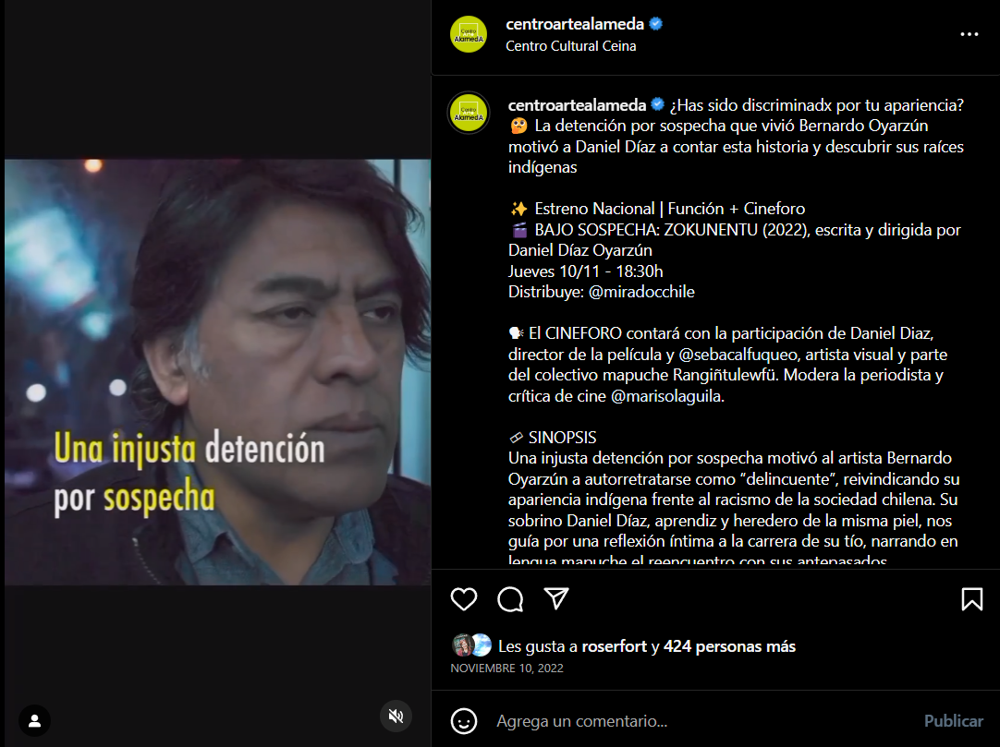 Una injusta detención
por sospecha
Centro
Arte
AlamedA
centroartealameda
Centro Cultural Ceina
Centro
Arte
AlamedA
centroartealameda ¿Has sido discriminadx por tu apariencia?
🤔 La detención por sospecha que vivió Bernardo Oyarzún
motivó a Daniel Díaz a contar esta historia y descubrir sus raíces
indígenas
✨ Estreno Nacional | Función + Cineforo
🎬 BAJO SOSPECHA: ZOKUNENTU (2022), escrita y dirigida por
Daniel Díaz Oyarzún
Jueves 10/11 - 18:30h
Distribuye: @miradocchile
🗣 El CINEFORO contará con la participación de Daniel Diaz,
director de la película y @sebacalfuqueo, artista visual y parte
del colectivo mapuche Rangiñtulewfü. Modera la periodista y
crítica de cine @marisolaguila.
🎟 SINOPSIS
Una injusta detención por sospecha motivó al artista Bernardo
Oyarzún a autorretratarse como “delincuente”, reivindicando su
apariencia indígena frente al racismo de la sociedad chilena. Su
sobrino Daniel Díaz, aprendiz y heredero de la misma piel, nos
guía por una reflexión íntima a la carrera de su tío, narrando en
lengua mapuche el reencuentro con sus antepasados
Les gusta a roserfort y 424 personas más
NOVIEMBRE 10, 2022
Agrega un comentario...
Publicar